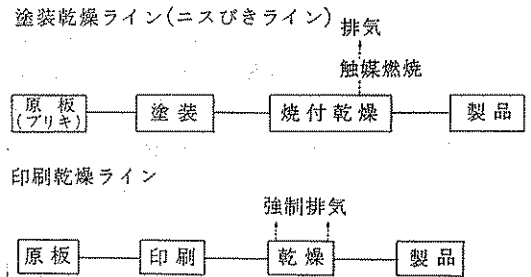 塗装乾燥ライン(ニスびきライン)
排気
触媒燃焼
原板
(ブリキ)
塗装
焼付乾燥
製品
印刷乾燥ライン
強制排気
原板
印刷
乾燥
製品